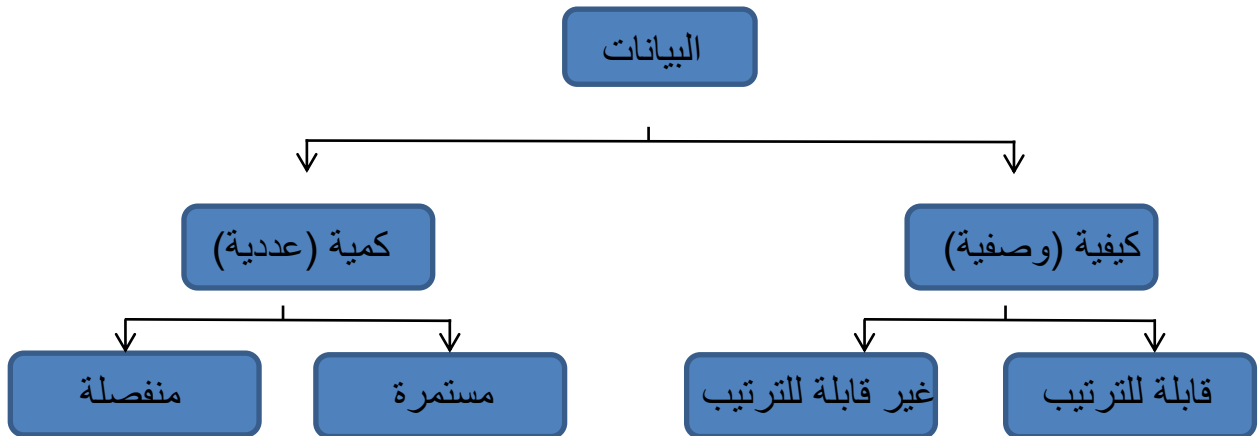 البيانات
كيفية (وصفية)
كمية (عددية)
قابلة للترتيب
غير قابلة للترتيب
مستمرة
منفصلة